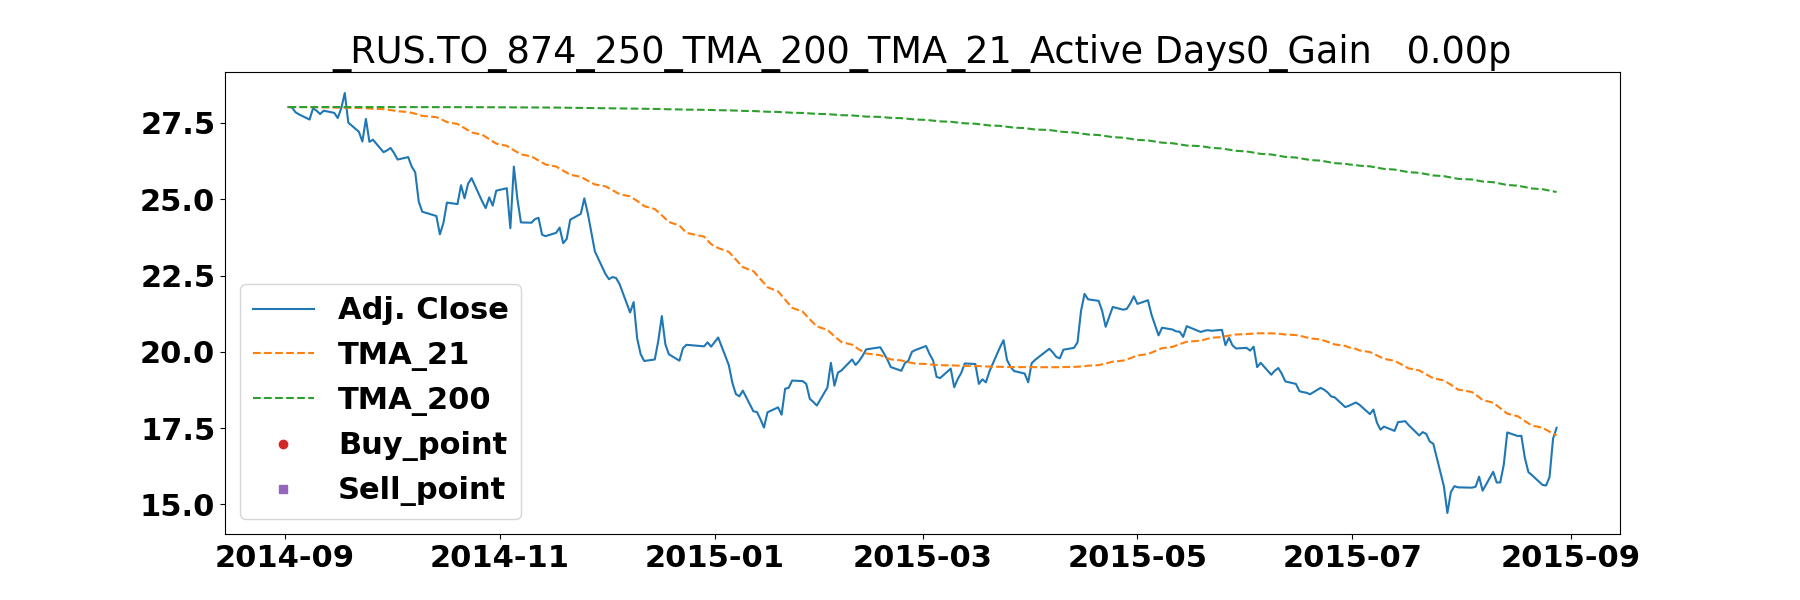 _RUS.TO_874_250_TMA_200_TMA_21_Active Days0_Gain   0.00p
27.5
25.0
22.5
20.0
17.5
15.0
Adj. Close
TMA_21
TMA_200
Buy_point
Sell_point
2014-09 2014-11 2015-01 2015-03 2015-05 2015-07 2015-09